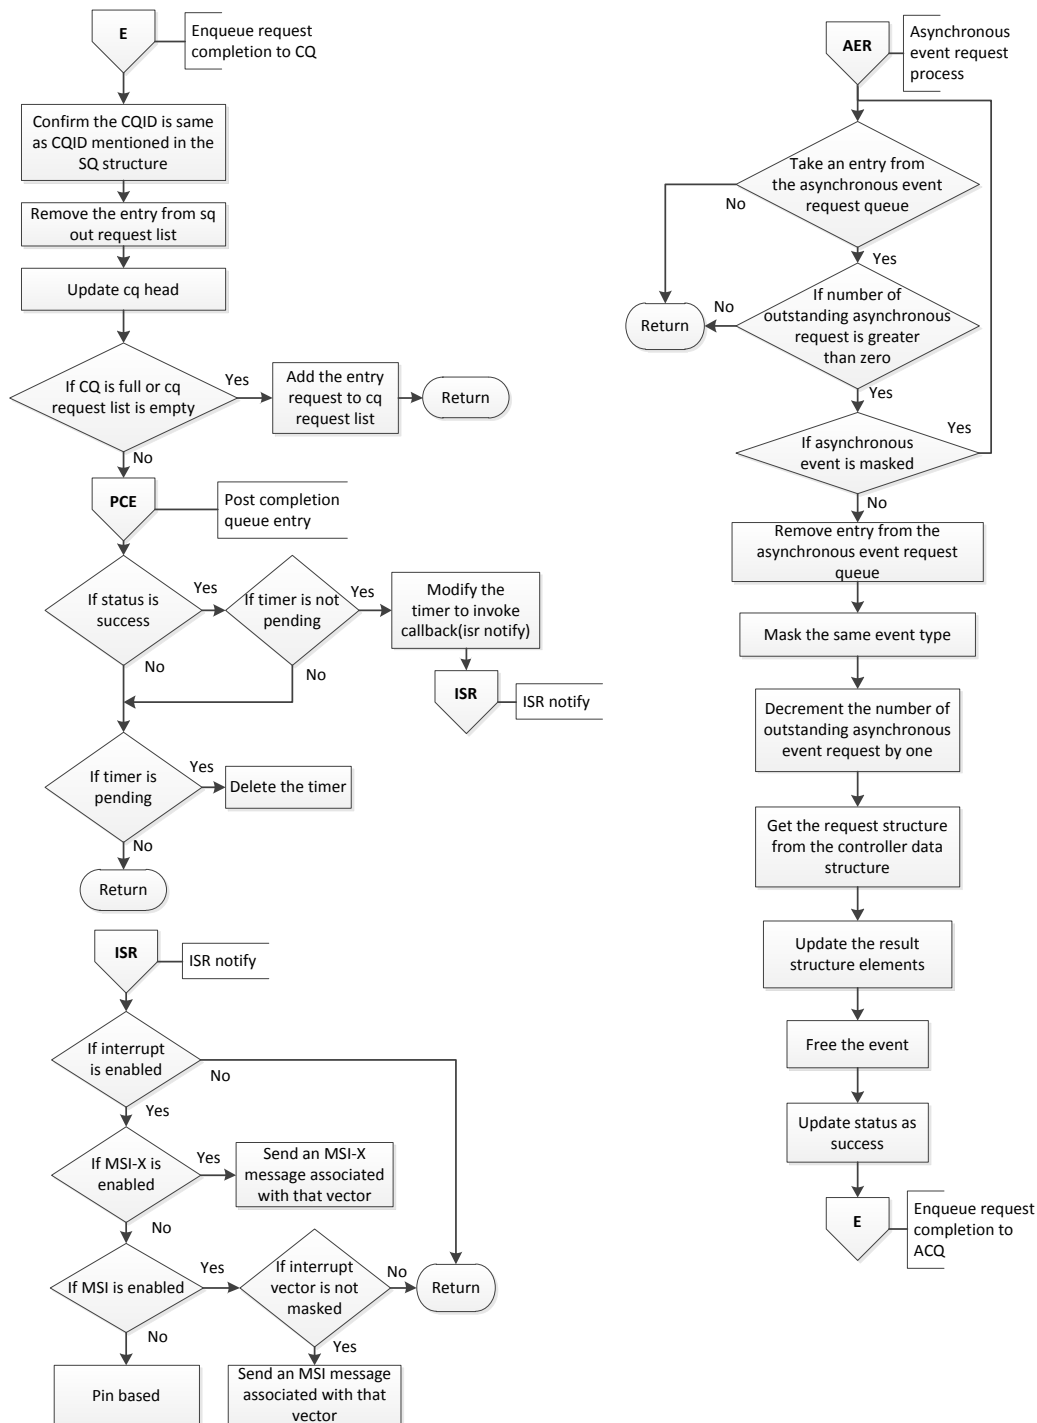 E
Enqueue request
completion to CQ
Confirm the CQID is same
as CQID mentioned in the
SQ structure
Remove the entry from sq
out request list
Update cq head
If CQ is full or cq
request list is empty
Yes
Add the entry
request to cq
request list
Return
No
PCE
Post completion
queue entry
If status is
success
Yes
If timer is not
pending
Yes
Modify the
timer to invoke
callback(isr notify)
No
No
ISR
ISR notify
If timer is
pending
Yes
Delete the timer
No
Return
ISR
ISR notify
If interrupt
is enabled
No
Yes
If MSI-X is
enabled
Yes
Send an MSI-X
message associated
with that vector
No
If MSI is enabled
Yes
If interrupt
vector is not
masked
No
Return
No
Yes
Pin based
Send an MSI message
associated with that
vector
AER
Asynchronous
event request
process
Take an entry from
the asynchronous event
request queue
No
Yes
If number of
outstanding asynchronous
request is greater
than zero
No
Return
Yes
If asynchronous
event is masked
Yes
No
Remove entry from the
asynchronous event request
queue
Mask the same event type
Decrement the number of
outstanding asynchronous
event request by one
Get the request structure
from the controller data
structure
Update the result
structure elements
Free the event
Update status as
success
E
Enqueue request
completion to
ACQ